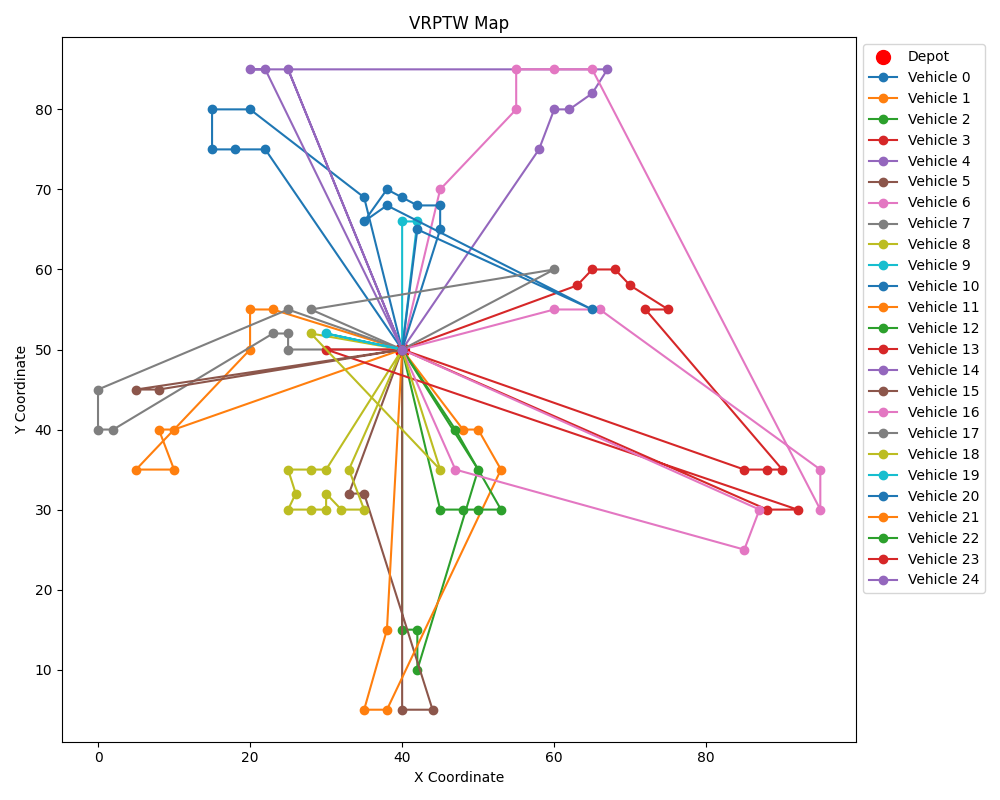 VRPTW Map
Y Coordinate
80
70
60
50
40
30
20
10
0
20
40
60
80
X Coordinate
Depot
Vehicle 0
Vehicle 1
Vehicle 2
Vehicle 3
Vehicle 4
Vehicle 5
Vehicle 6
Vehicle 7
Vehicle 8
Vehicle 9
Vehicle 10
Vehicle 11
Vehicle 12
Vehicle 13
Vehicle 14
Vehicle 15
Vehicle 16
Vehicle 17
Vehicle 18
Vehicle 19
Vehicle 20
Vehicle 21
Vehicle 22
Vehicle 23
Vehicle 24